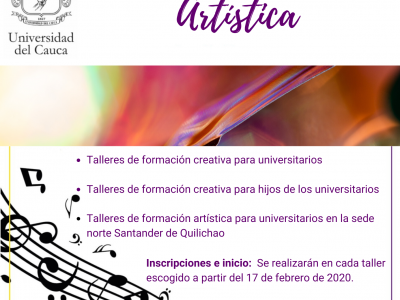 Artística
Universidad
del Cauca
• Talleres de formación creativa para universitarios
• Talleres de formación creativa para hijos de los universitarios
• Talleres de formación artística para universitarios en la sede
norte Santander de Quilichao
Inscripciones e inicio: Se realizarán en cada taller
escogido a partir del 17 de febrero de 2020.